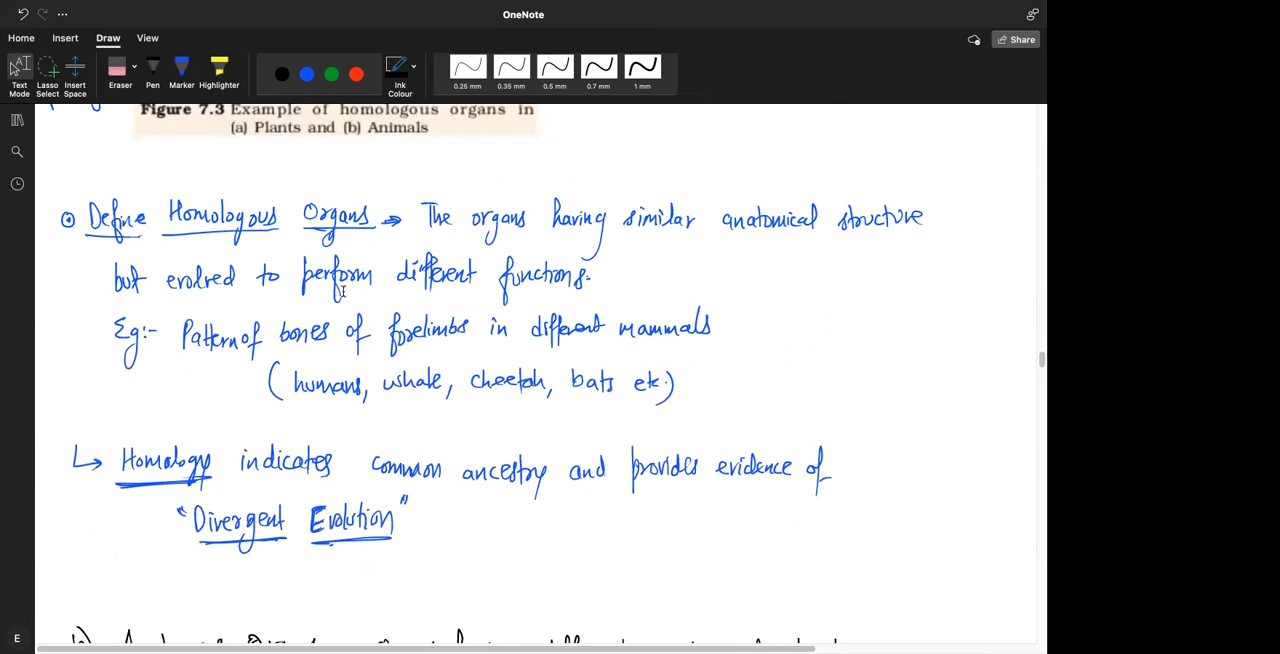 OneNote
Home Insert Draw View
Share
Text Mode
Lasso Select
Insert Space
Eraser
Pen
Marker
Highlighter
Ink Colour
0.25 mm
0.35 mm
0.5 mm
0.7 mm
1 mm
Figure 7.3 Example of homologous organs in
(a) Plants and (b) Animals
Define Homologous Organs → The organs having similar anatomical structure
but evolved to perform different functions.
Eg:- Pattern of bones of forelimbs in different mammals
(humans, whale, cheetah, bats etc.)
↳ Homology indicates common ancestry and provides evidence of
"Divergent Evolution"
E